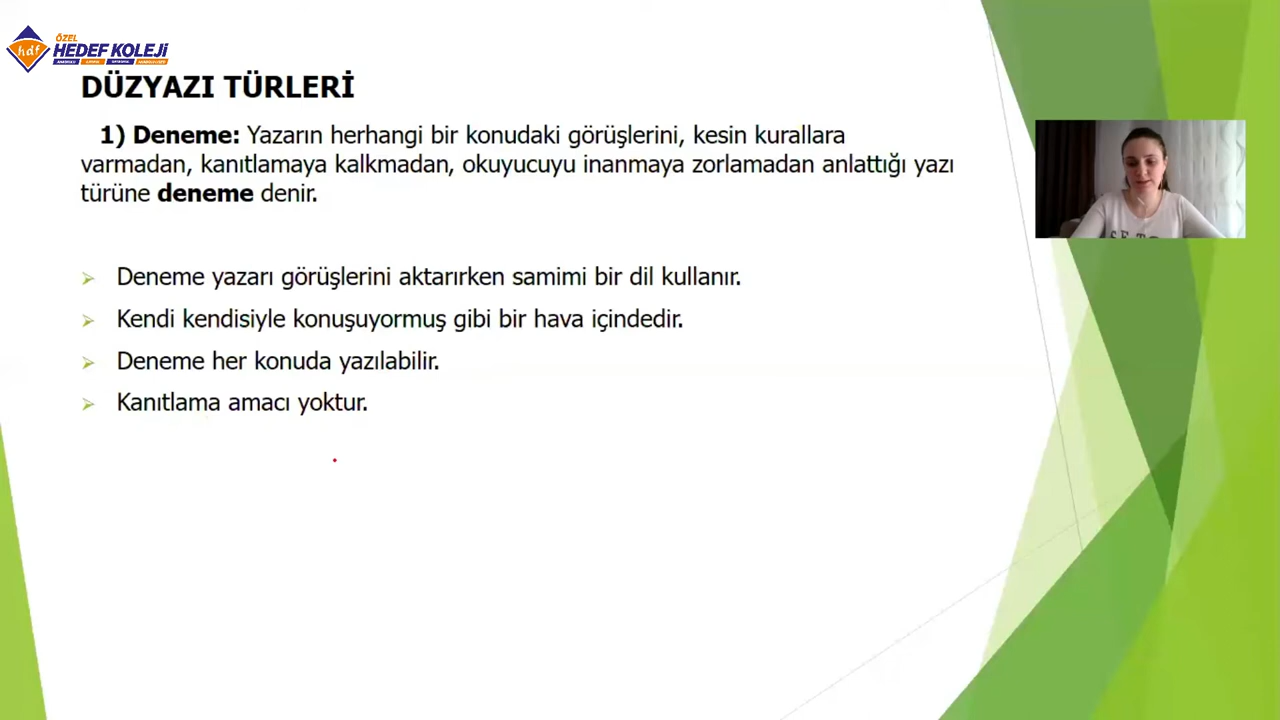 ÖZEL
HEDEF KOLEJİ
hdf
DÜZYAZI TÜRLERİ
1) Deneme: Yazarın herhangi bir konudaki görüşlerini, kesin kurallara
varmadan, kanıtlamaya kalkmadan, okuyucuyu inanmaya zorlamadan anlattığı yazı
türüne deneme denir.
Deneme yazarı görüşlerini aktarırken samimi bir dil kullanır.
Kendi kendisiyle konuşuyormuş gibi bir hava içindedir.
Deneme her konuda yazılabilir.
Kanıtlama amacı yoktur.